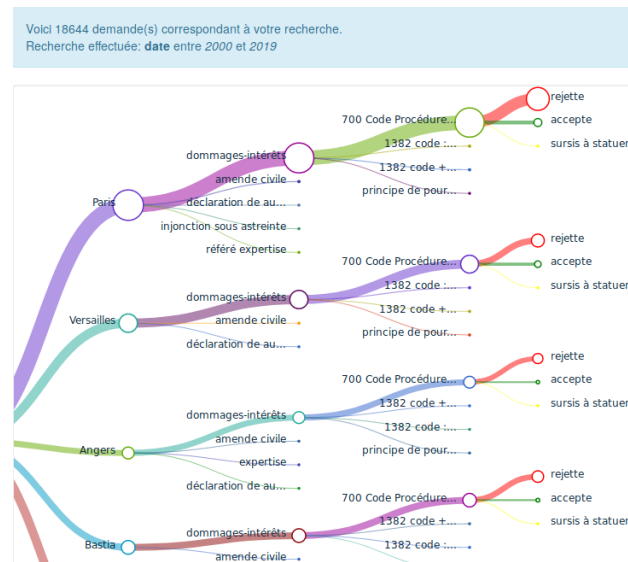 Voici 18644 demande(s) correspondant à votre recherche.
Recherche effectuée: date entre 2000 et 2019
rejette
700 Code Procédure...
accepte
1382 code :...
sursis à statuer
dommages-intérêts
1382 code +...
amende civile
principe de pour...
Paris
déclaration de au...
injonction sous astreinte
référé expertise
rejette
700 Code Procédure...
accepte
1382 code :...
sursis à statuer
dommages-intérêts
1382 code +...
Versailles
amende civile
principe de pour...
déclaration de au...
rejette
700 Code Procédure...
accepte
1382 code +...
sursis à statuer
dommages-intérêts
1382 code :...
amende civile
Angers
principe de pour...
expertise
déclaration de au...
rejette
700 Code Procédure...
accepte
1382 code +...
sursis à statuer
dommages-intérêts
Bastia
1382 code :...
amende civile